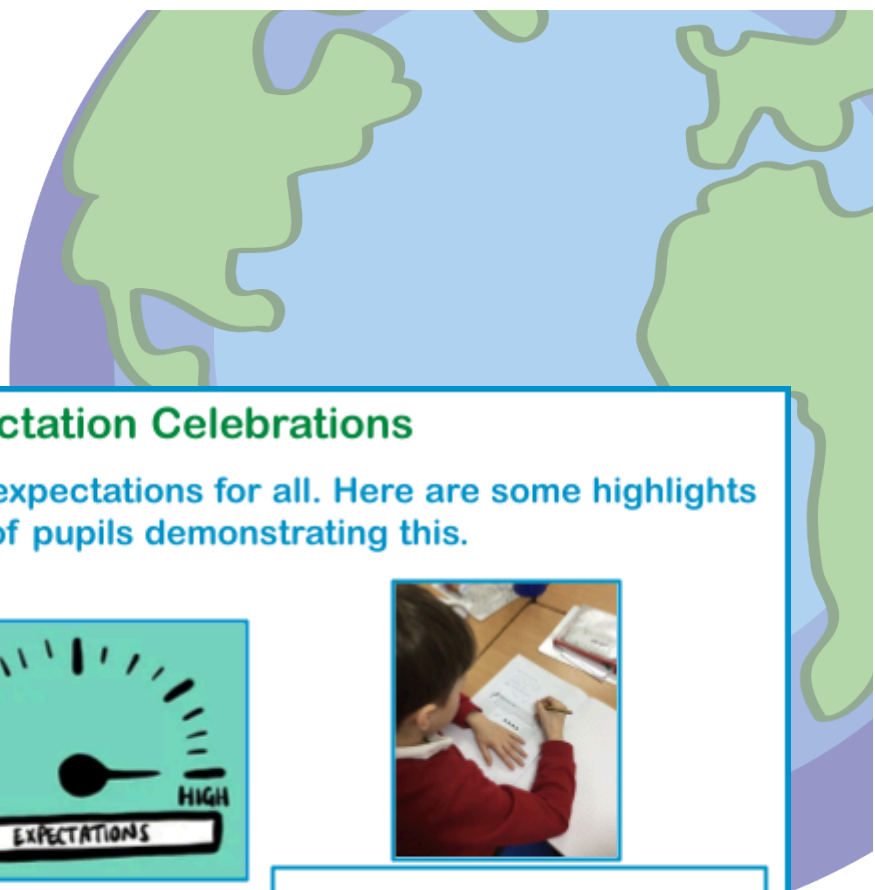 ctation Celebrations
expectations for all. Here are some highlights
of pupils demonstrating this.
HIGH
EXPECTATIONS